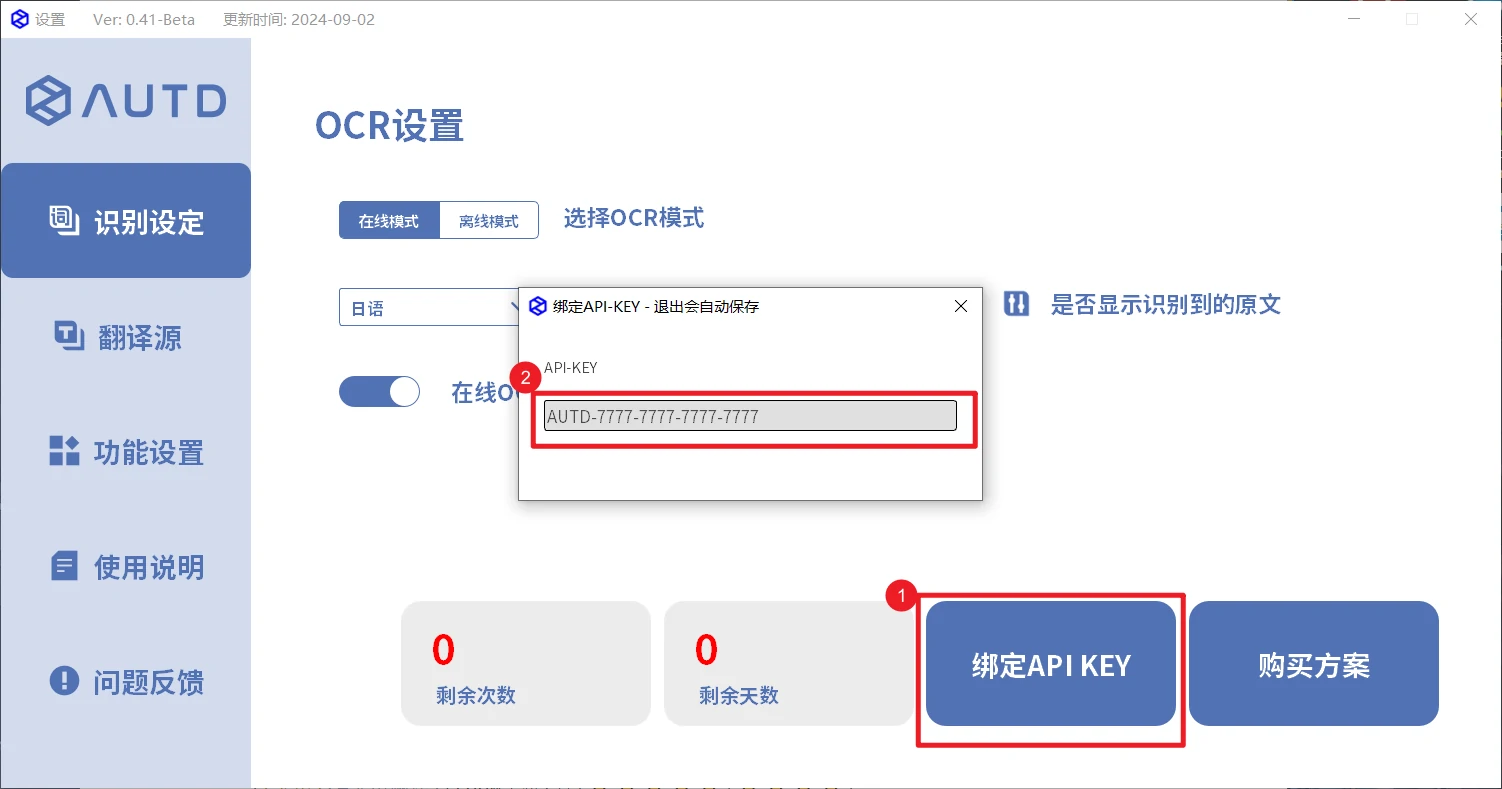 设置 Ver: 0.41-Beta 更新时间: 2024-09-02
AUTD
识别设定
翻译源
功能设置
使用说明
问题反馈
OCR设置
在线模式 离线模式 选择OCR模式
日语
是否显示识别到的原文
在线O
绑定API-KEY - 退出会自动保存
API-KEY
2
AUTD-7777-7777-7777-7777
0
剩余次数
0
剩余天数
1
绑定API KEY
购买方案